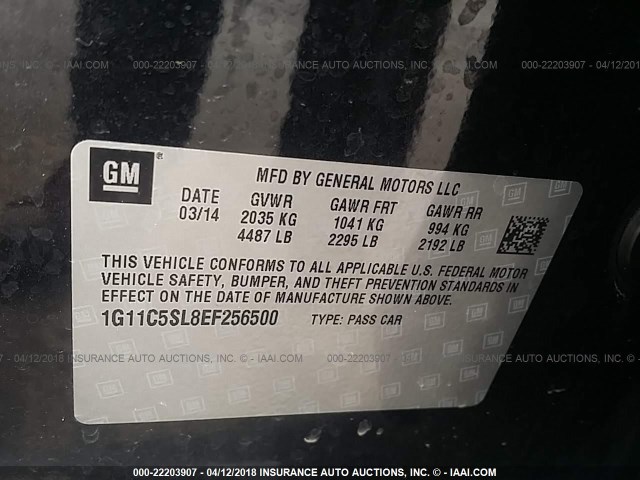 GM
MFD BY GENERAL MOTORS LLC
DATE GVWR GAWR FRT GAWR RR
03/14 2035 KG 1041 KG 994 KG
4487 LB 2295 LB 2192 LB
THIS VEHICLE CONFORMS TO ALL APPLICABLE U.S. FEDERAL MOTOR
VEHICLE SAFETY, BUMPER, AND THEFT PREVENTION STANDARDS IN
EFFECT ON THE DATE OF MANUFACTURE SHOWN ABOVE.
1G11C5SL8EF256500 TYPE: PASS CAR
000-22203907 - 04/12/2018 INSURANCE AUTO AUCTIONS, INC. - © IAAI.COM